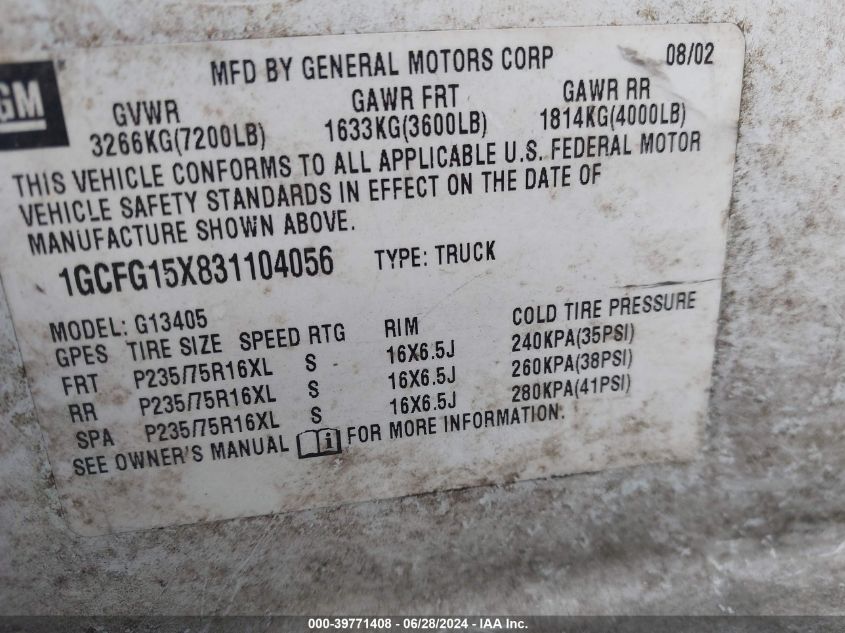 MFD BY GENERAL MOTORS CORP 08/02
GM
GVWR GAWR FRT GAWR RR
3266KG(7200LB) 1633KG(3600LB) 1814KG(4000LB)
THIS VEHICLE CONFORMS TO ALL APPLICABLE U.S. FEDERAL MOTOR
VEHICLE SAFETY STANDARDS IN EFFECT ON THE DATE OF
MANUFACTURE SHOWN ABOVE.
1GCFG15X831104056 TYPE: TRUCK
MODEL: G13405
GPES TIRE SIZE SPEED RTG RIM COLD TIRE PRESSURE
FRT P235/75R16XL S 16X6.5J 240KPA(35PSI)
RR P235/75R16XL S 16X6.5J 260KPA(38PSI)
SPA P235/75R16XL S 16X6.5J 280KPA(41PSI)
SEE OWNER'S MANUAL i FOR MORE INFORMATION.
000-39771408 - 06/28/2024 - IAAI.com